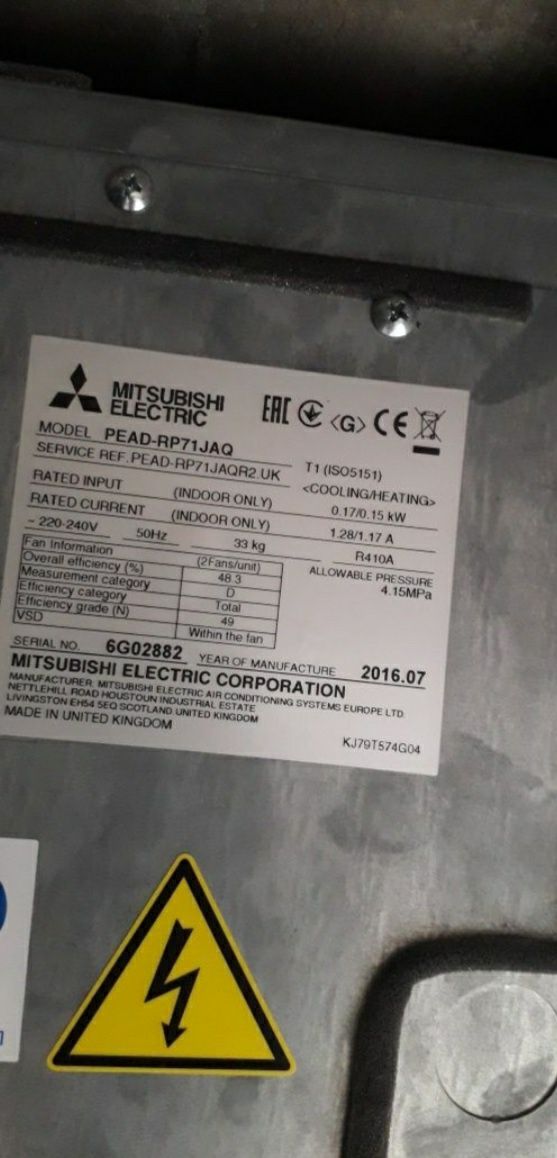 MITSUBISHI
ELECTRIC
EAC <G> CE
MODEL PEAD-RP71JAQ
SERVICE REF. PEAD-RP71JAQR2.UK
T1 (ISO5151)
<COOLING/HEATING>
RATED INPUT (INDOOR ONLY) 0.17/0.15 kW
RATED CURRENT (INDOOR ONLY) 1.28/1.17 A
~ 220-240V 50Hz 33 kg R410A
ALLOWABLE PRESSURE
4.15MPa
Fan Information (2Fans/unit)
Overall efficiency (%) 48.3
Measurement category D
Efficiency category Total
Efficiency grade (N) 49
VSD Within the fan
SERIAL NO. 6G02882 YEAR OF MANUFACTURE 2016.07
MITSUBISHI ELECTRIC CORPORATION
MANUFACTURER: MITSUBISHI ELECTRIC AIR CONDITIONING SYSTEMS EUROPE LTD
NETTLEHILL ROAD HOUSTOUN INDUSTRIAL ESTATE
LIVINGSTON EH54 5EQ SCOTLAND.UNITED KINGDOM
MADE IN UNITED KINGDOM
KJ79T574G04